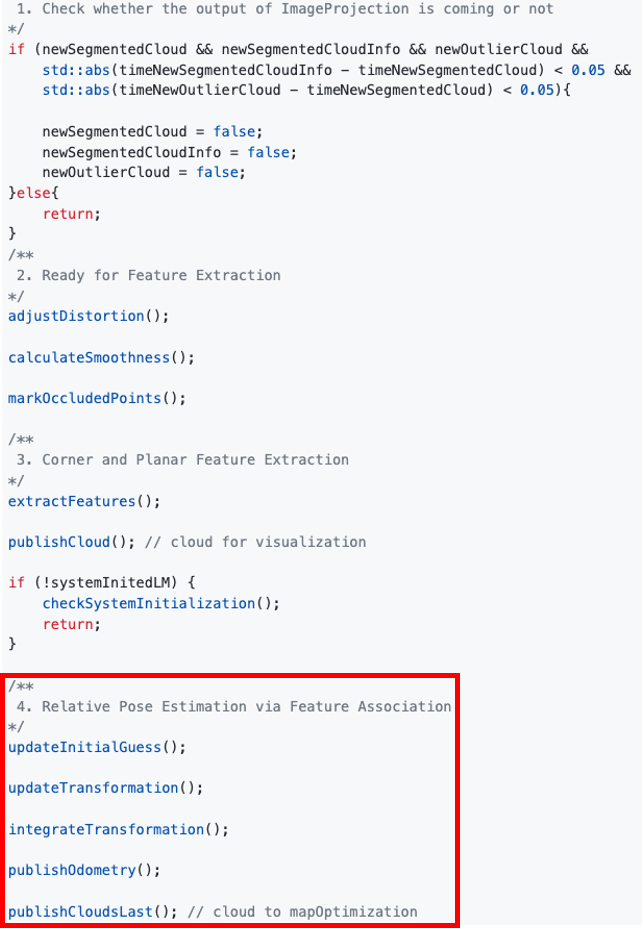 1. Check whether the output of ImageProjection is coming or not
*/
if (newSegmentedCloud && newSegmentedCloudInfo && newOutlierCloud &&
std::abs(timeNewSegmentedCloudInfo - timeNewSegmentedCloud) < 0.05 &&
std::abs(timeNewOutlierCloud - timeNewSegmentedCloud) < 0.05){
newSegmentedCloud = false;
newSegmentedCloudInfo = false;
newOutlierCloud = false;
}else{
return;
}
/**
2. Ready for Feature Extraction
*/
adjustDistortion();
calculateSmoothness();
markOccludedPoints();
/**
3. Corner and Planar Feature Extraction
*/
extractFeatures();
publishCloud(); // cloud for visualization
if (!systemInitedLM) {
checkSystemInitialization();
return;
}
/**
4. Relative Pose Estimation via Feature Association
*/
updateInitialGuess();
updateTransformation();
integrateTransformation();
publishOdometry();
publishCloudsLast(); // cloud to mapOptimization